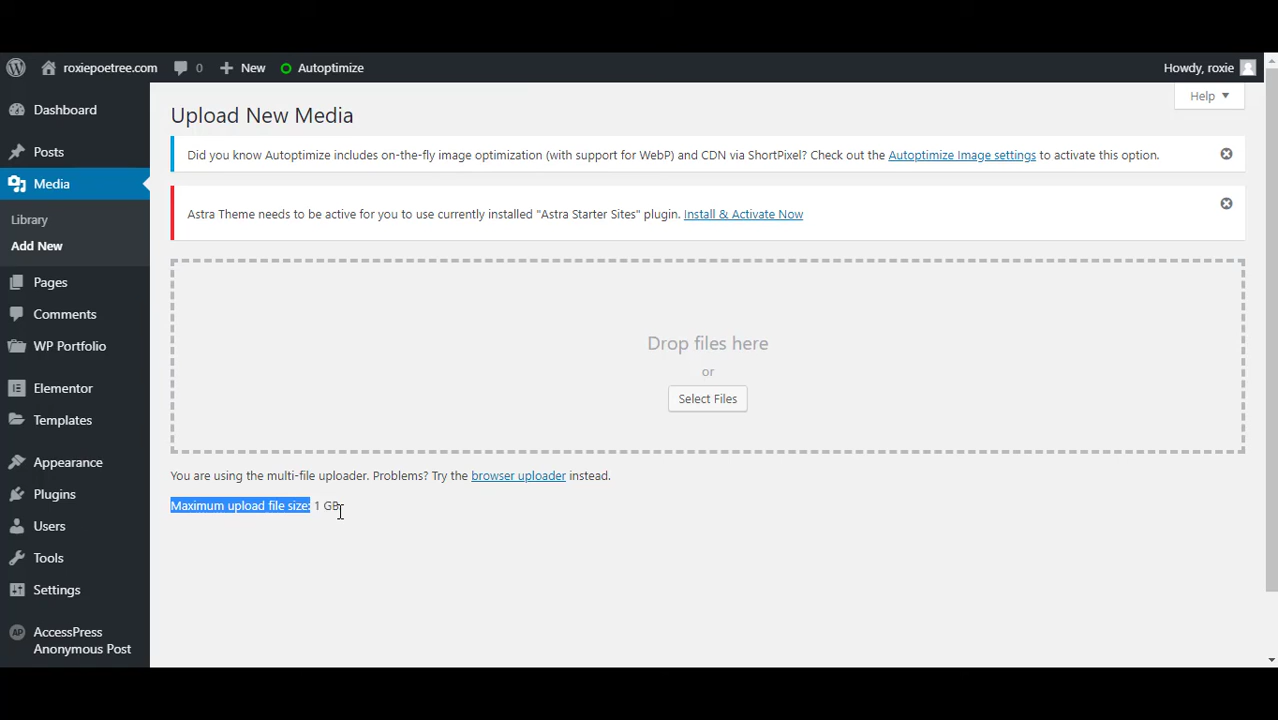 roxiepoetree.com 0 New Autoptimize Howdy, roxie
Help
Dashboard
Posts
Media
Library
Add New
Pages
Comments
WP Portfolio
Elementor
Templates
Appearance
Plugins
Users
Tools
Settings
AP AccessPress
Anonymous Post
Upload New Media
Did you know Autoptimize includes on-the-fly image optimization (with support for WebP) and CDN via ShortPixel? Check out the Autoptimize Image settings to activate this option.
Astra Theme needs to be active for you to use currently installed "Astra Starter Sites" plugin. Install & Activate Now
Drop files here
or
Select Files
You are using the multi-file uploader. Problems? Try the browser uploader instead.
Maximum upload file size: 1 GB.